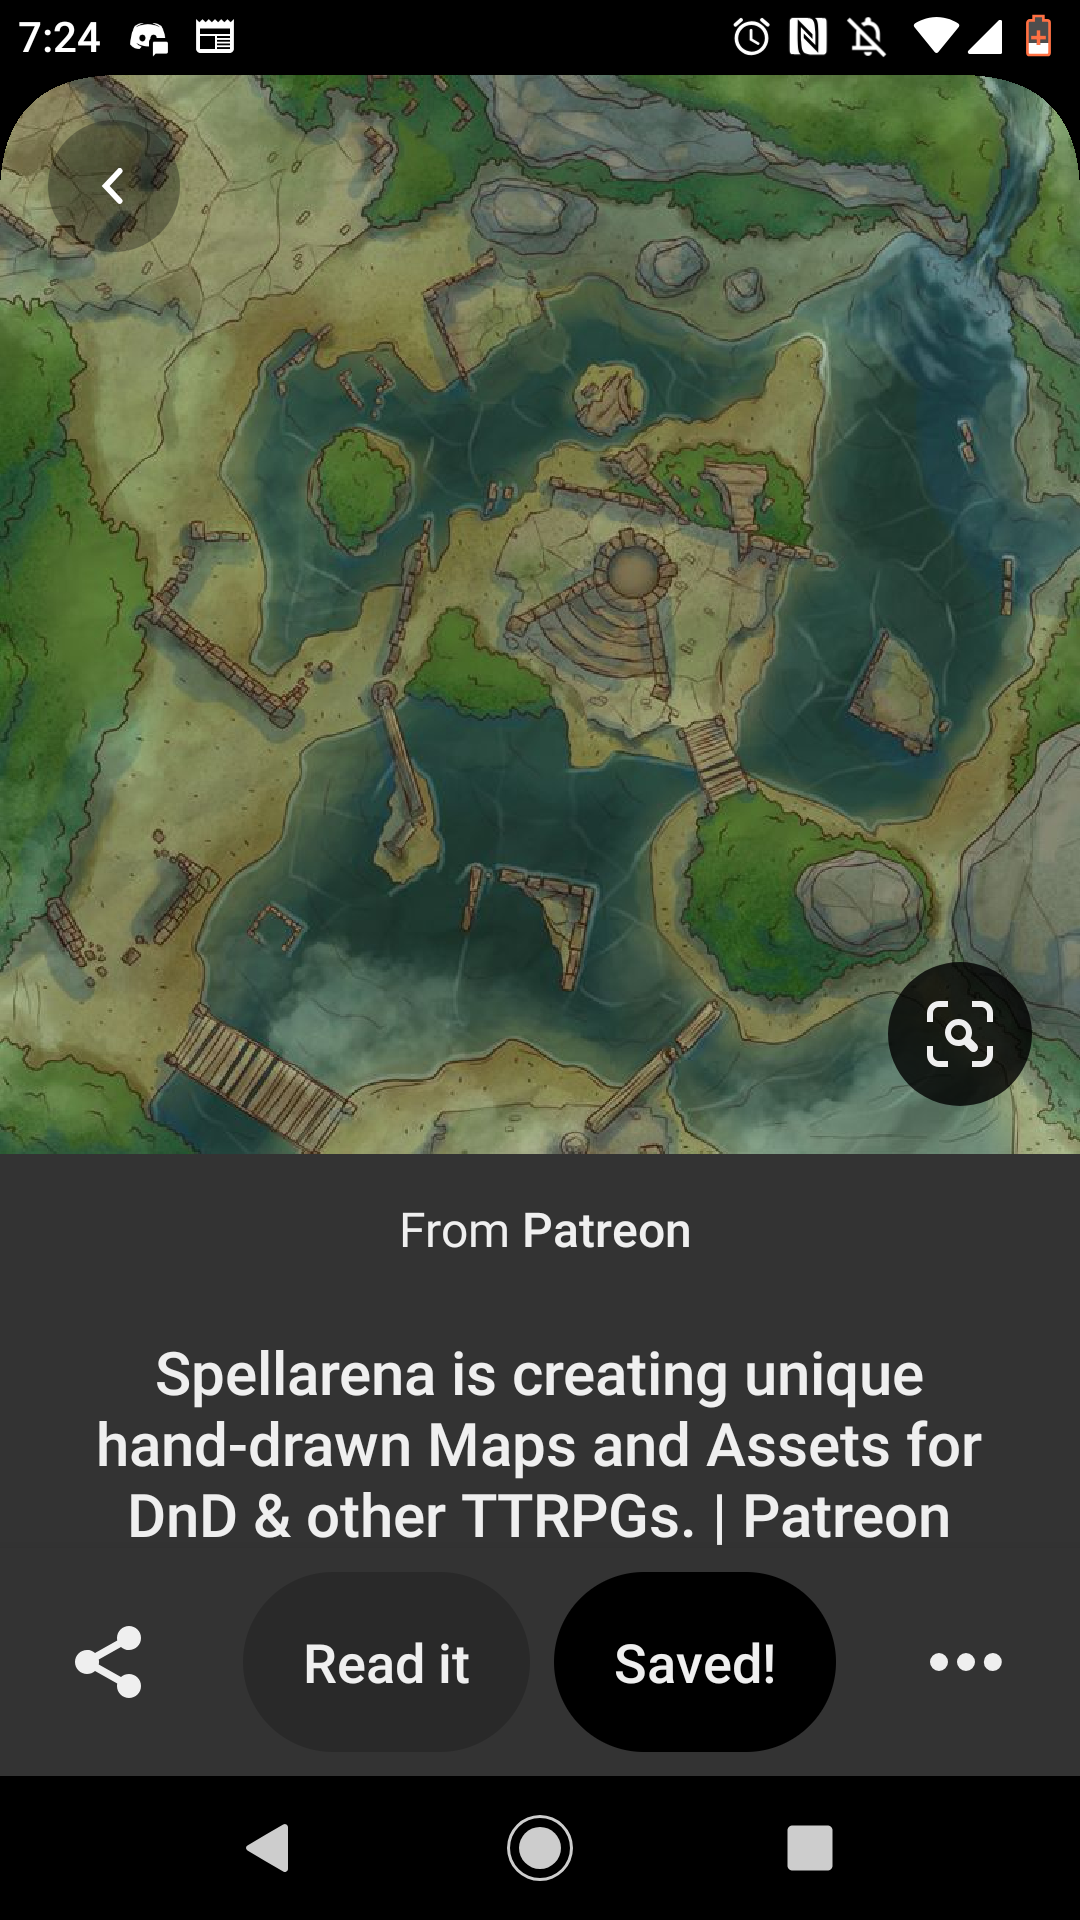 7:24
From Patreon
Spellarena is creating unique
hand-drawn Maps and Assets for
DnD & other TTRPGs. | Patreon
Read it
Saved!